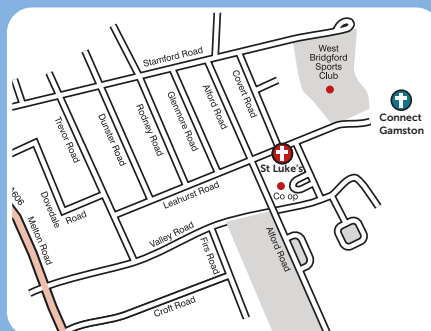 Stamford Road
West
Bridgford
Sports
Club
Covert Road
Alford Road
Glenmore Road
Rodney Road
Dunster Road
Trevor Road
Connect
Gamston
St Luke's
Co op
Leahurst Road
Dovedale
Road
A606
Melton Road
Valley Road
Firs Road
Alford Road
Croft Road